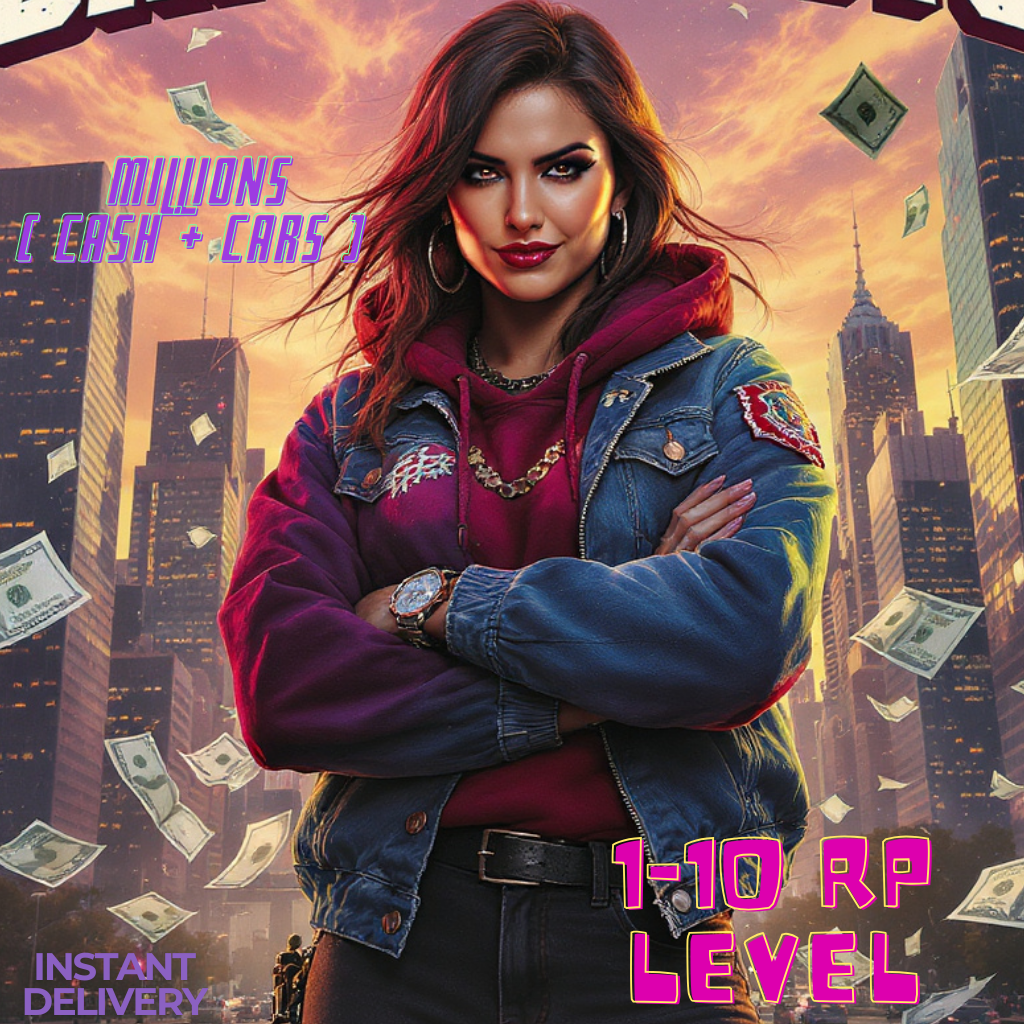 MILLIONS
( CASH + CARS )
1-10 RP
LEVEL
INSTANT
DELIVERY